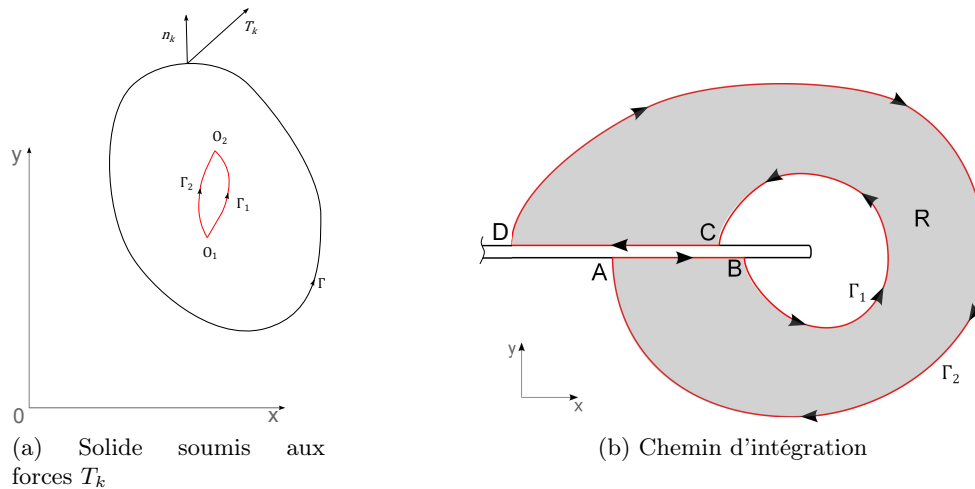 n_k
T_k
O_2
Γ_2
Γ_1
O_1
Γ
y
0
x
(a) Solide soumis aux
forces T_k
D
C
R
A
B
Γ_1
Γ_2
y
x
(b) Chemin d'intégration